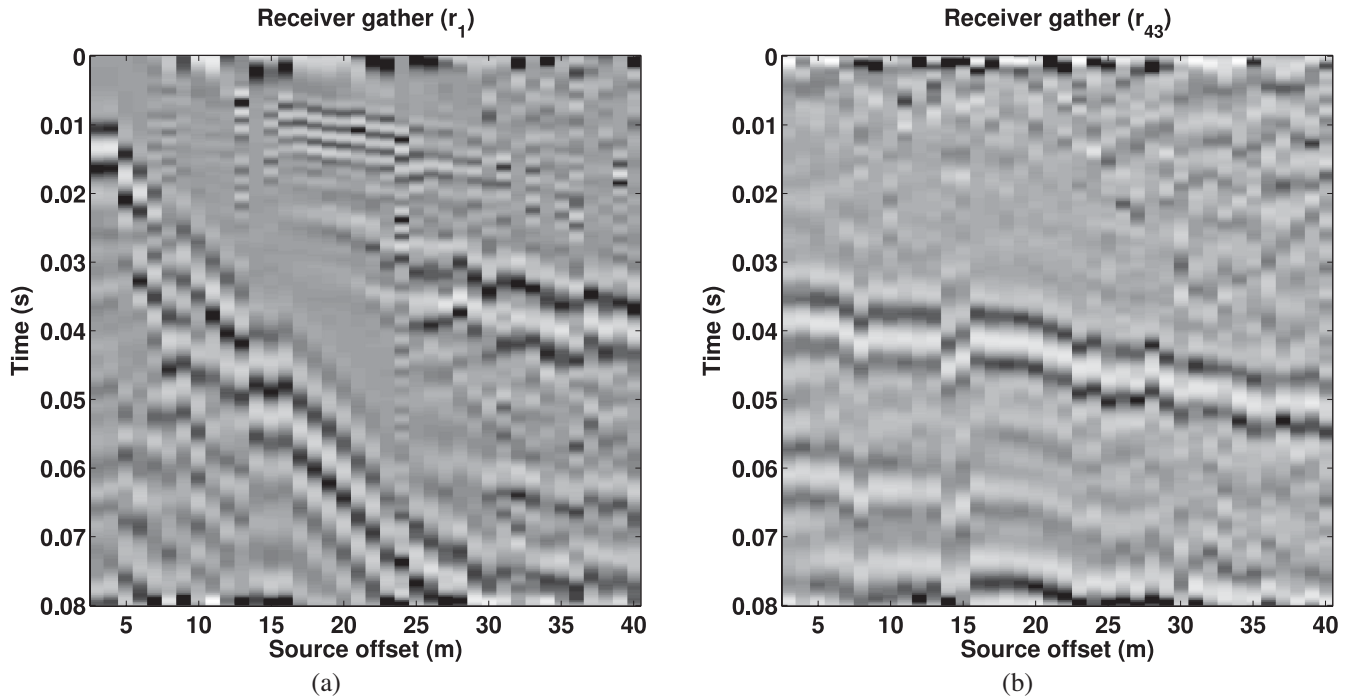 Receiver gather (r1)
0
0.01
0.02
0.03
0.04
0.05
0.06
0.07
0.08
Time (s)
5 10 15 20 25 30 35 40
Source offset (m)
(a)
Receiver gather (r43)
0
0.01
0.02
0.03
0.04
0.05
0.06
0.07
0.08
Time (s)
5 10 15 20 25 30 35 40
Source offset (m)
(b)